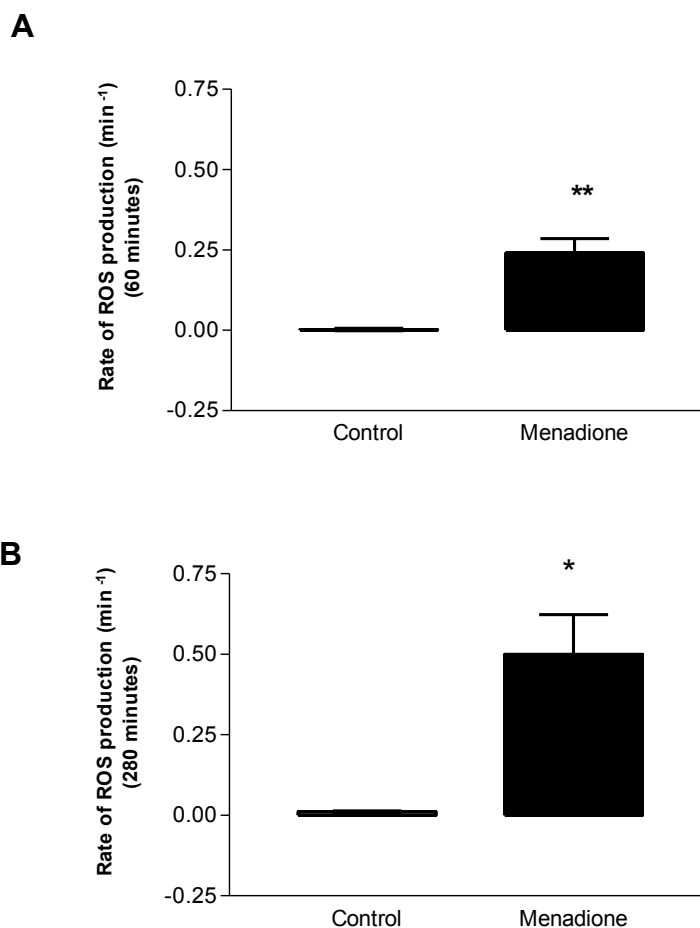 A
Rate of ROS production (min⁻¹)
(60 minutes)
0.75
0.50
0.25
0.00
-0.25
**
Control Menadione
B
Rate of ROS production (min⁻¹)
(280 minutes)
0.75
0.50
0.25
0.00
-0.25
*
Control Menadione